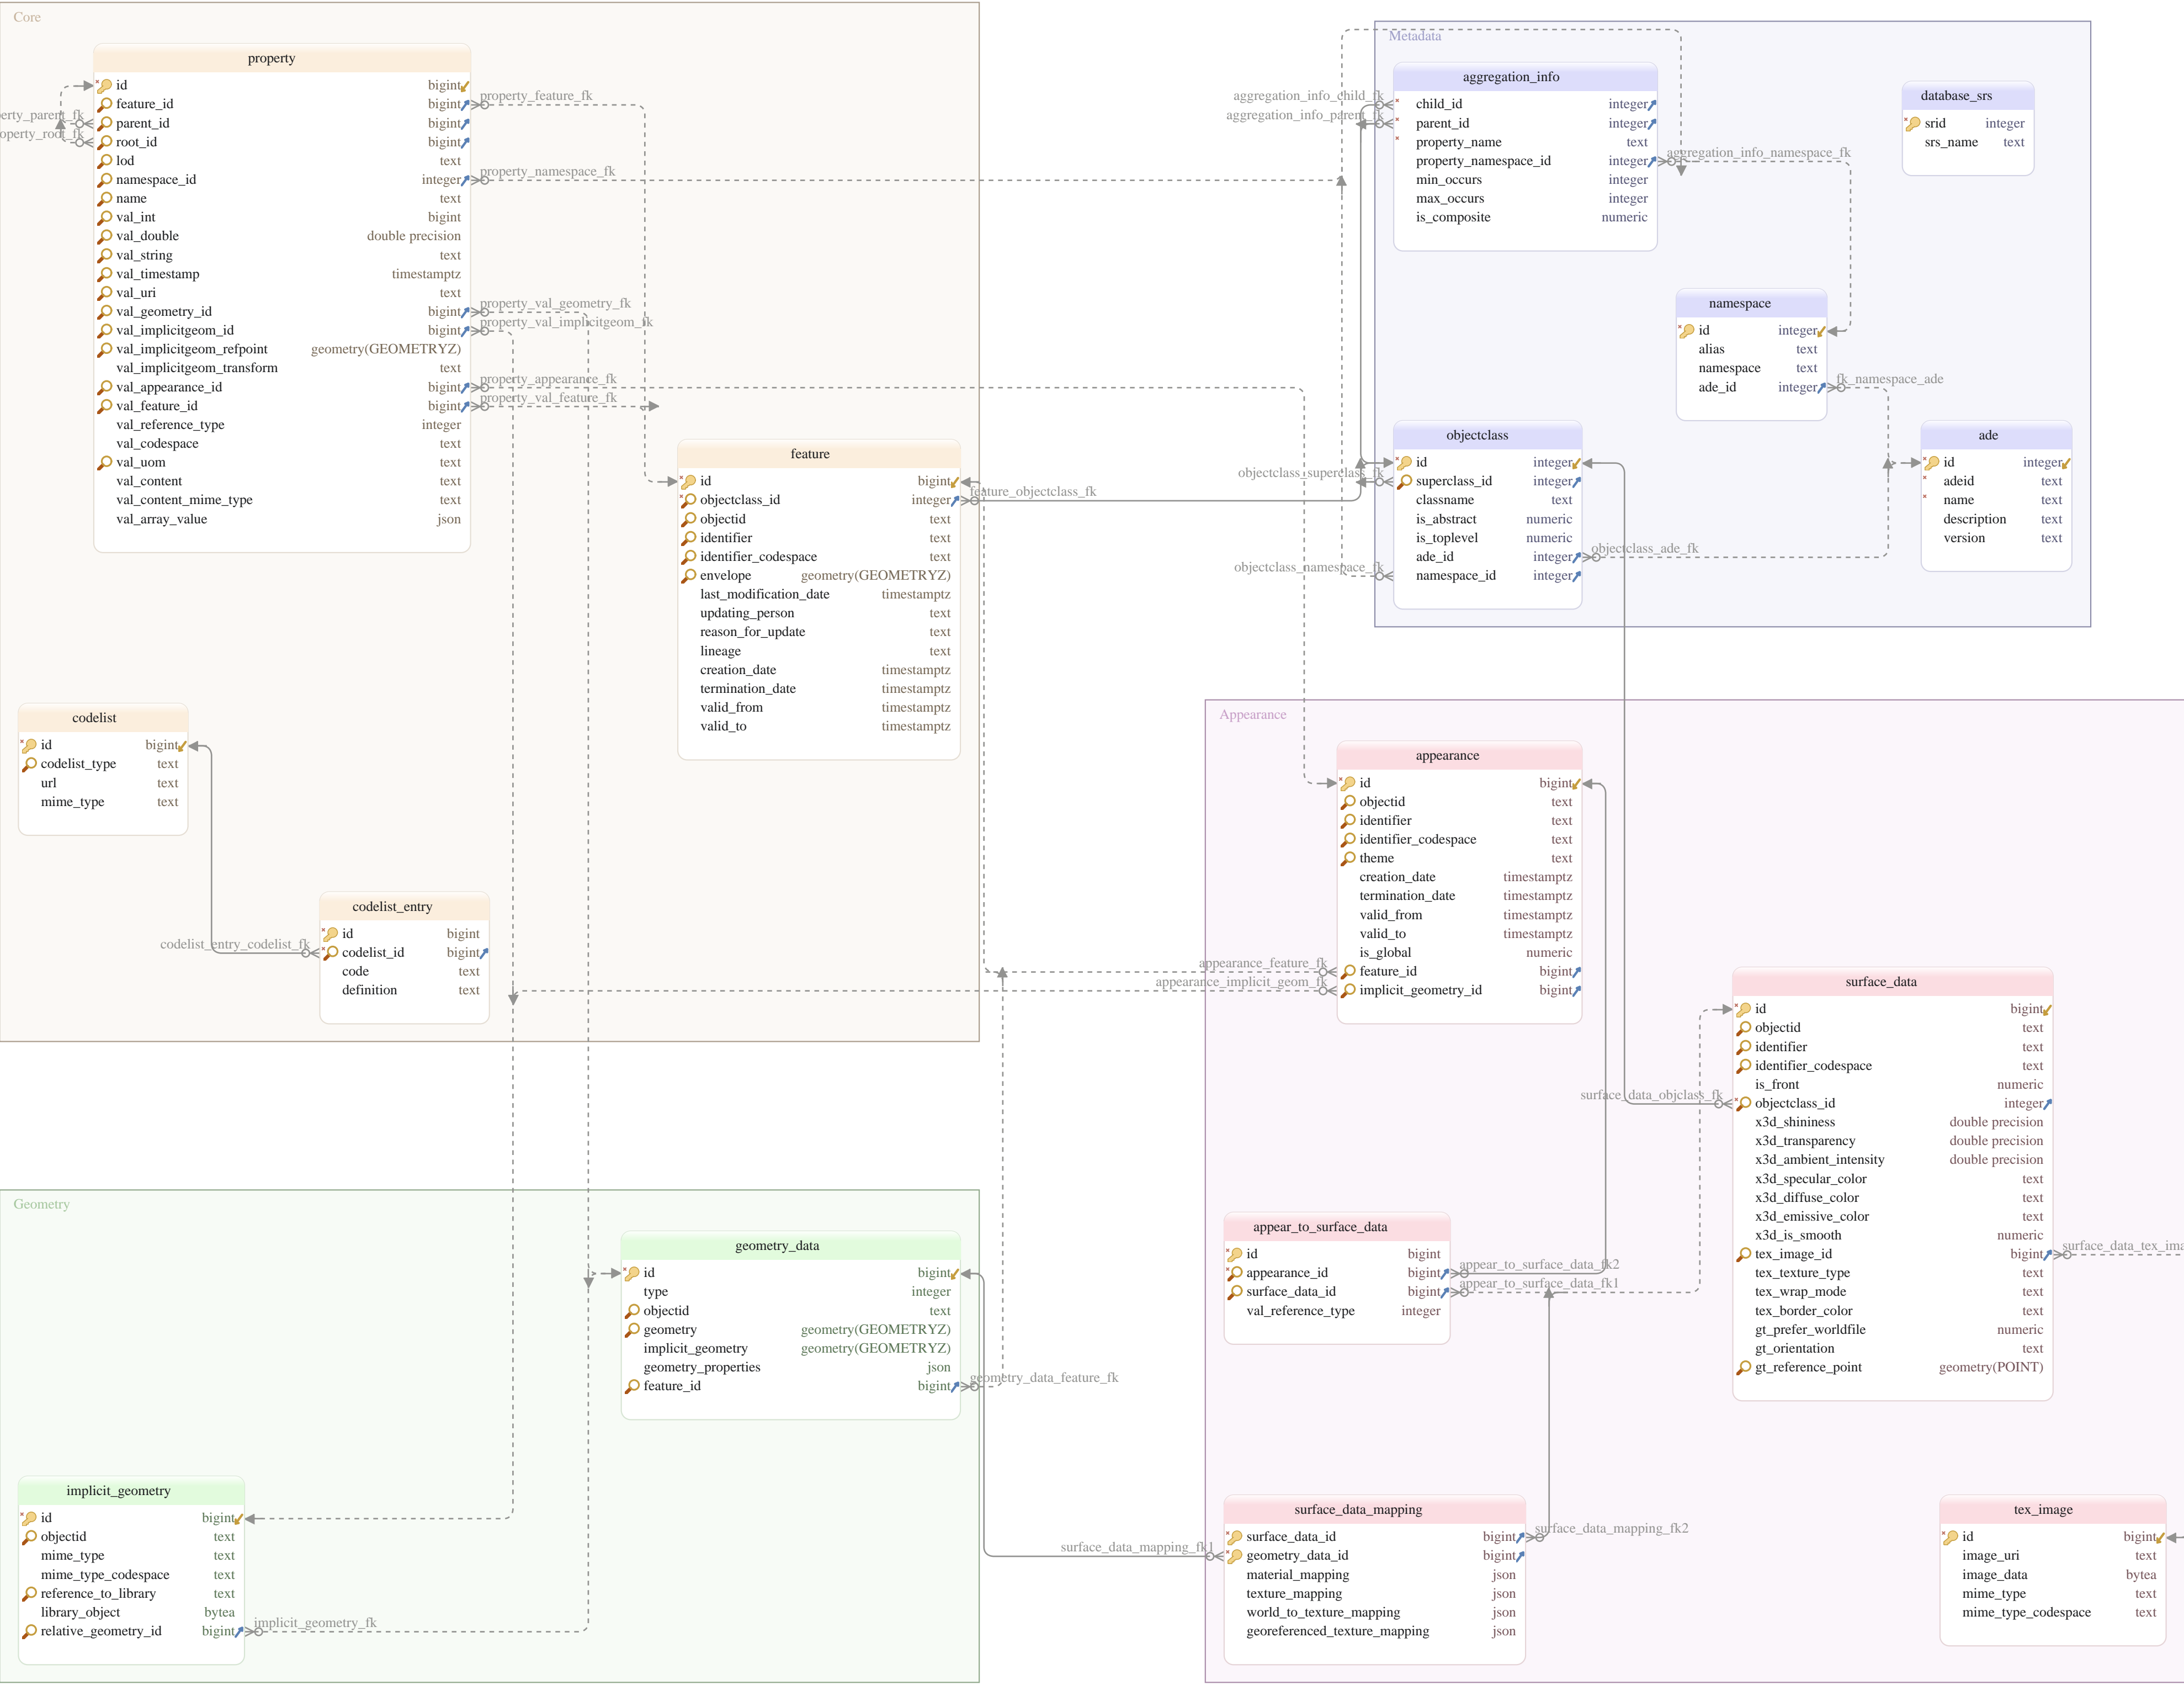 Core
property
id bigint
feature_id bigint
parent_id bigint
root_id bigint
lod text
namespace_id integer
name text
val_int bigint
val_double double precision
val_string text
val_timestamp timestamptz
val_uri text
val_geometry_id bigint
val_implicitgeom_id bigint
val_implicitgeom_refpoint geometry(GEOMETRYZ)
val_implicitgeom_transform text
val_appearance_id bigint
val_feature_id bigint
val_reference_type integer
val_codespace text
val_uom text
val_content text
val_content_mime_type text
val_array_value json
erty_parent_fk
operty_root_fk
property_feature_fk
property_namespace_fk
property_val_geometry_fk
property_val_implicitgeom_fk
property_appearance_fk
property_val_feature_fk
feature
id bigint
objectclass_id integer
objectid text
identifier text
identifier_codespace text
envelope geometry(GEOMETRYZ)
last_modification_date timestamptz
updating_person text
reason_for_update text
lineage text
creation_date timestamptz
termination_date timestamptz
valid_from timestamptz
valid_to timestamptz
feature_objectclass_fk
codelist
id bigint
codelist_type text
url text
mime_type text
codelist_entry
id bigint
codelist_id bigint
code text
definition text
codelist_entry_codelist_fk
Metadata
aggregation_info
child_id integer
parent_id integer
property_name text
property_namespace_id integer
min_occurs integer
max_occurs integer
is_composite numeric
aggregation_info_child_fk
aggregation_info_parent_fk
aggregation_info_namespace_fk
database_srs
srid integer
srs_name text
namespace
id integer
alias text
namespace text
ade_id integer
fk_namespace_ade
objectclass
id integer
superclass_id integer
classname text
is_abstract numeric
is_toplevel numeric
ade_id integer
namespace_id integer
objectclass_superclass_fk
objectclass_ade_fk
objectclass_namespace_fk
ade
id integer
adeid text
name text
description text
version text
Appearance
appearance
id bigint
objectid text
identifier text
identifier_codespace text
theme text
creation_date timestamptz
termination_date timestamptz
valid_from timestamptz
valid_to timestamptz
is_global numeric
feature_id bigint
implicit_geometry_id bigint
appearance_feature_fk
appearance_implicit_geom_fk
surface_data
id bigint
objectid text
identifier text
identifier_codespace text
is_front numeric
objectclass_id integer
x3d_shininess double precision
x3d_transparency double precision
x3d_ambient_intensity double precision
x3d_specular_color text
x3d_diffuse_color text
x3d_emissive_color text
x3d_is_smooth numeric
tex_image_id bigint
tex_texture_type text
tex_wrap_mode text
tex_border_color text
gt_prefer_worldfile numeric
gt_orientation text
gt_reference_point geometry(POINT)
surface_data_objclass_fk
surface_data_tex_ima
appear_to_surface_data
id bigint
appearance_id bigint
surface_data_id bigint
val_reference_type integer
appear_to_surface_data_fk2
appear_to_surface_data_fk1
surface_data_mapping
surface_data_id bigint
geometry_data_id bigint
material_mapping json
texture_mapping json
world_to_texture_mapping json
georeferenced_texture_mapping json
surface_data_mapping_fk2
surface_data_mapping_fk1
tex_image
id bigint
image_uri text
image_data bytea
mime_type text
mime_type_codespace text
Geometry
geometry_data
id bigint
type integer
objectid text
geometry geometry(GEOMETRYZ)
implicit_geometry geometry(GEOMETRYZ)
geometry_properties json
feature_id bigint
geometry_data_feature_fk
implicit_geometry
id bigint
objectid text
mime_type text
mime_type_codespace text
reference_to_library text
library_object bytea
relative_geometry_id bigint
implicit_geometry_fk